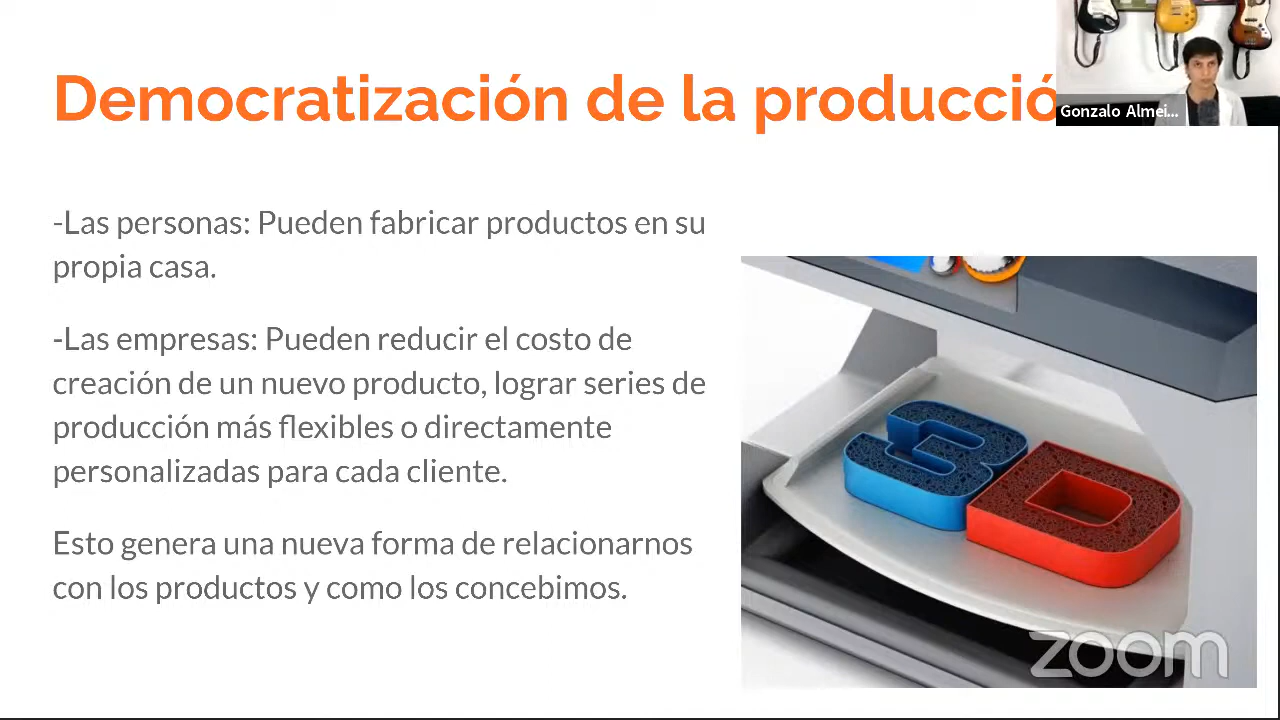 Democratización de la producció
Gonzalo Almei...
-Las personas: Pueden fabricar productos en su
propia casa.
-Las empresas: Pueden reducir el costo de
creación de un nuevo producto, lograr series de
producción más flexibles o directamente
personalizadas para cada cliente.
Esto genera una nueva forma de relacionarnos
con los productos y como los concebimos.
3D
zoom